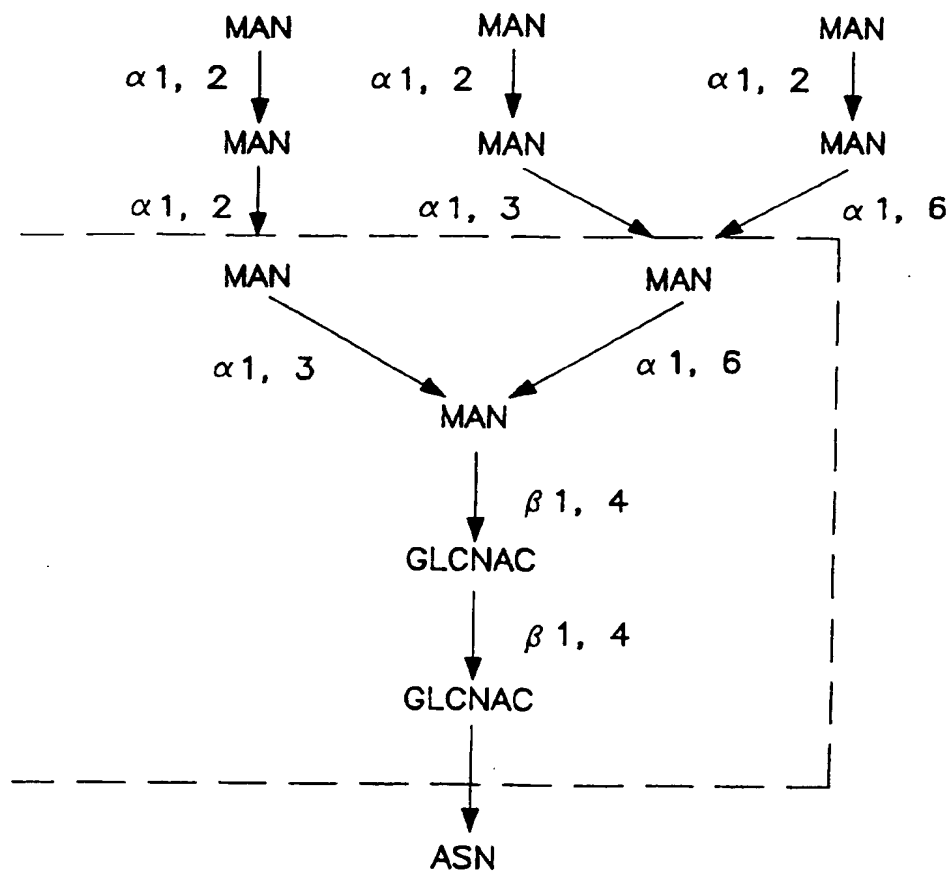 MAN MAN MAN
α1, 2 α1, 2 α1, 2
MAN MAN MAN
α1, 2 α1, 3 α1, 6
MAN MAN
α1, 3 α1, 6
MAN
β1, 4
GLCNAC
β1, 4
GLCNAC
ASN